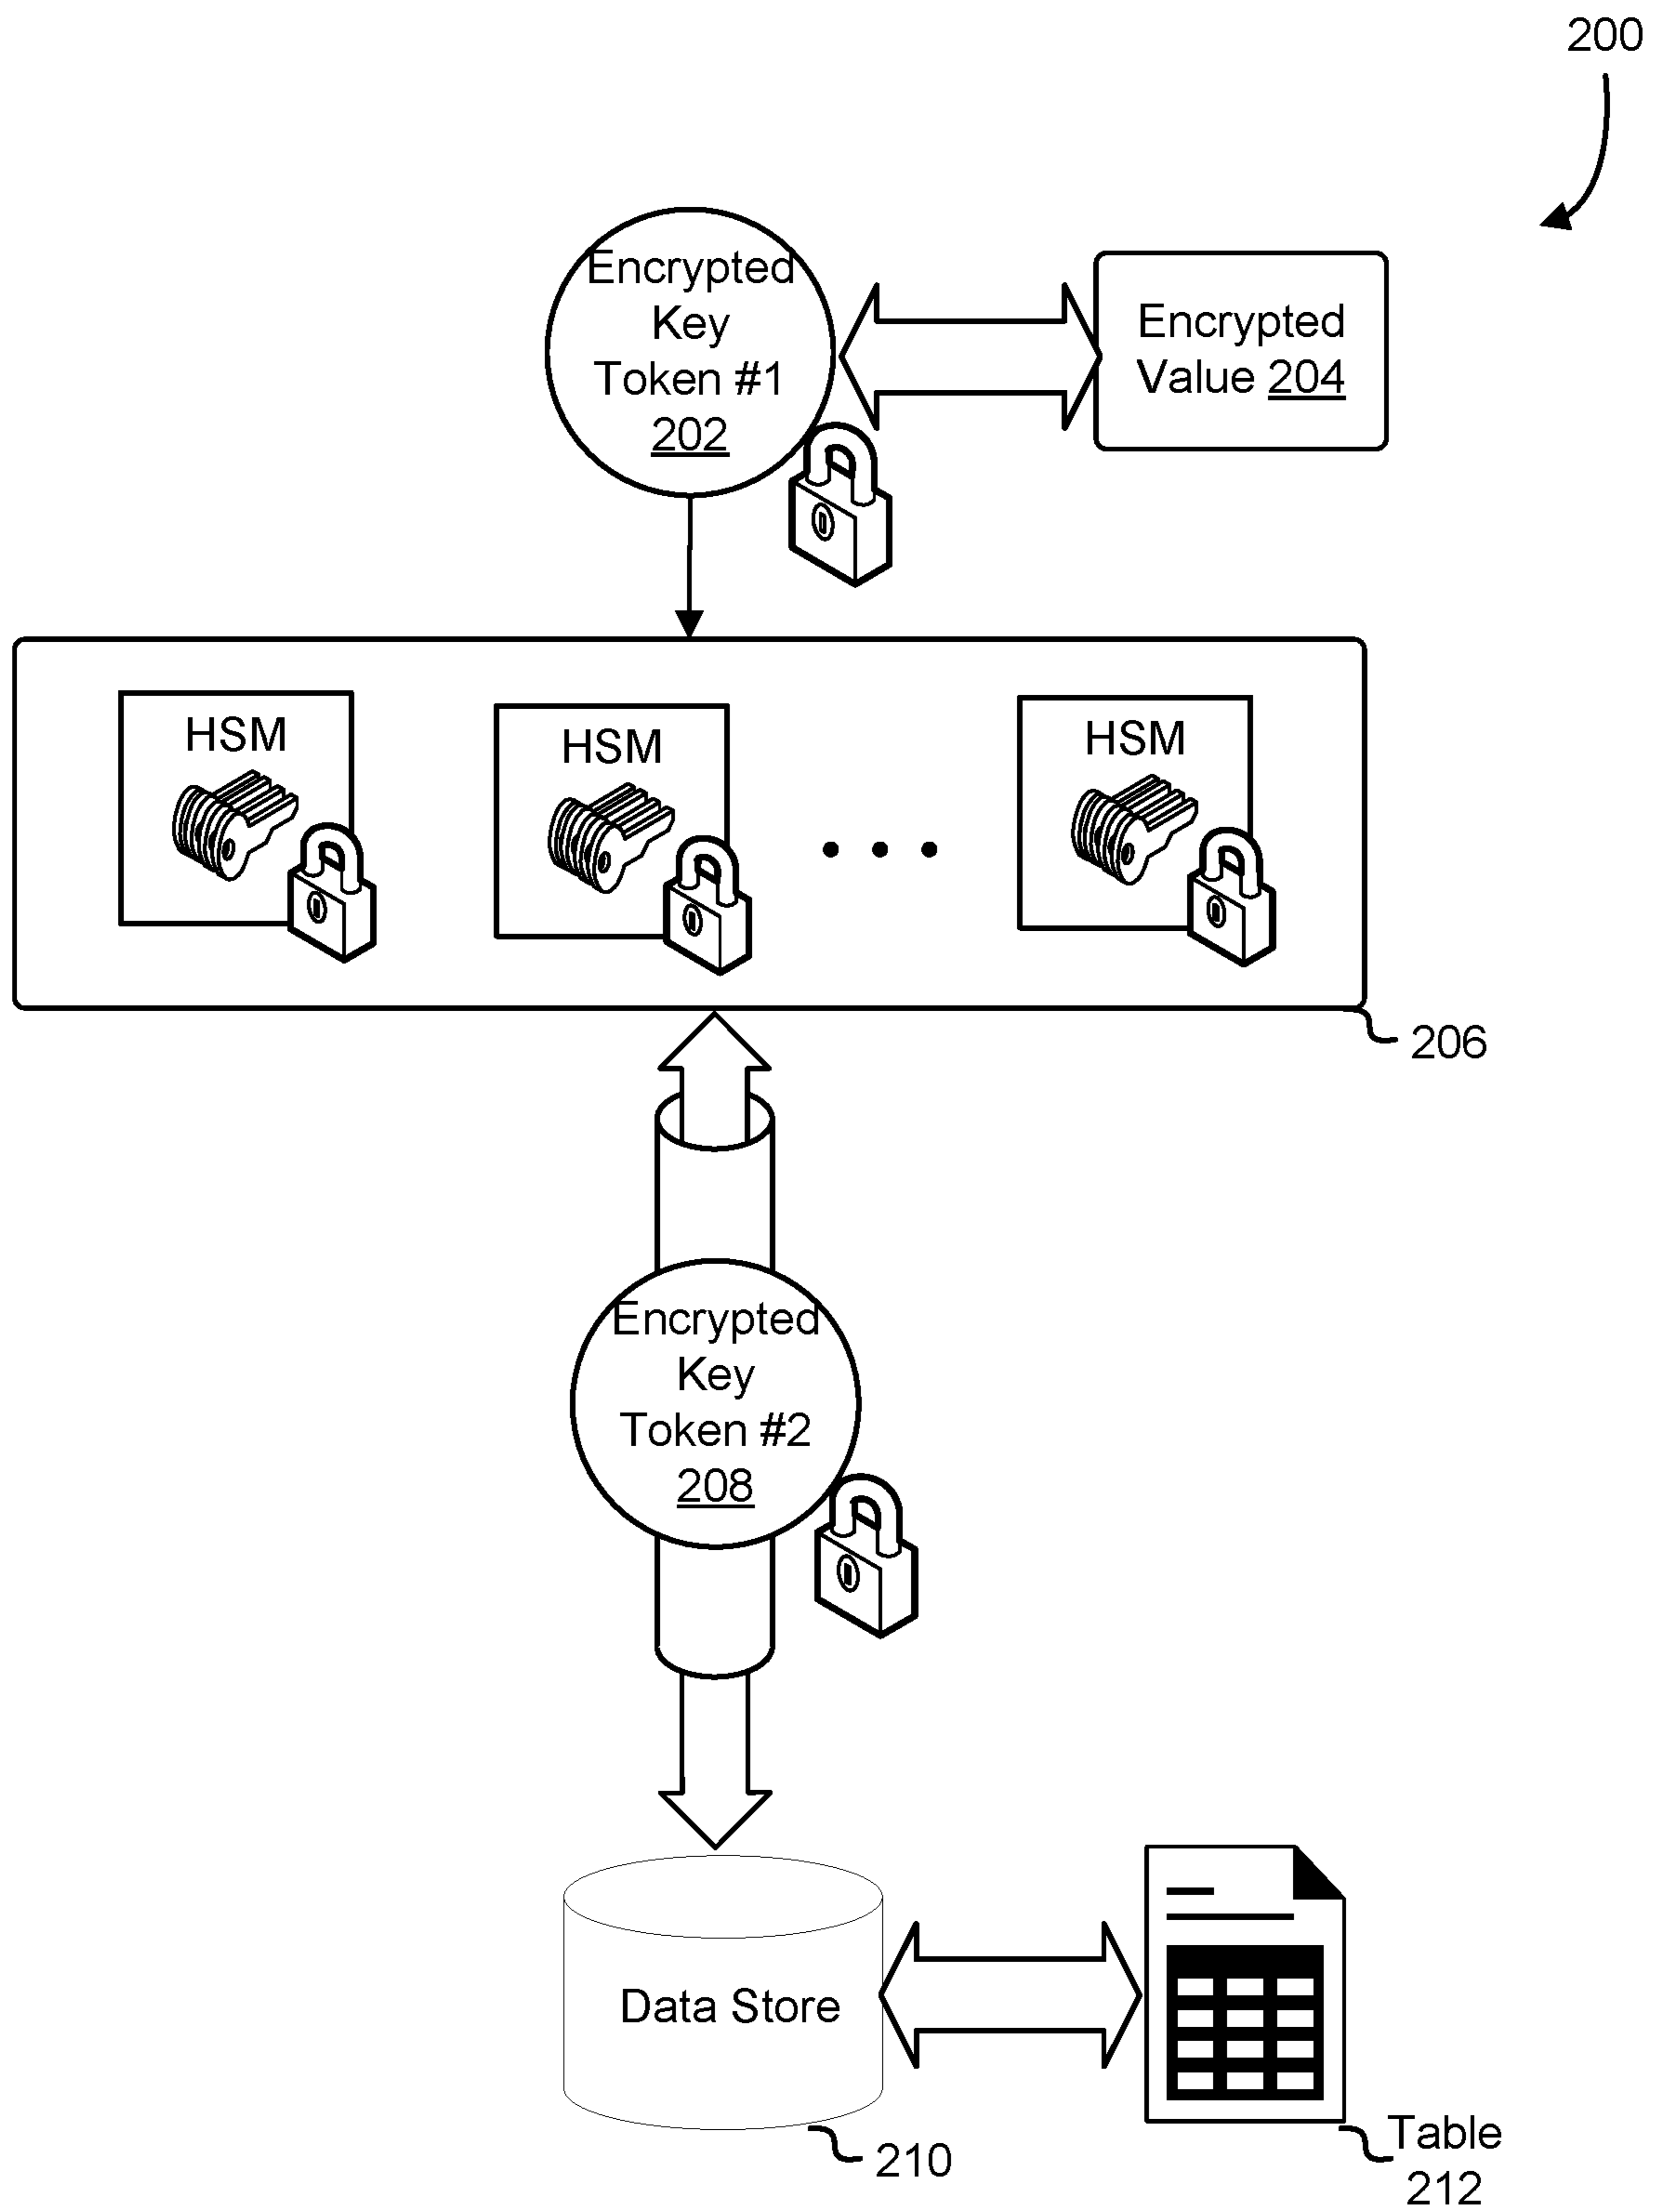 200
Encrypted
Key
Token #1
202
Encrypted
Value 204
HSM
HSM
HSM
206
Encrypted
Key
Token #2
208
Data Store
210
Table
212